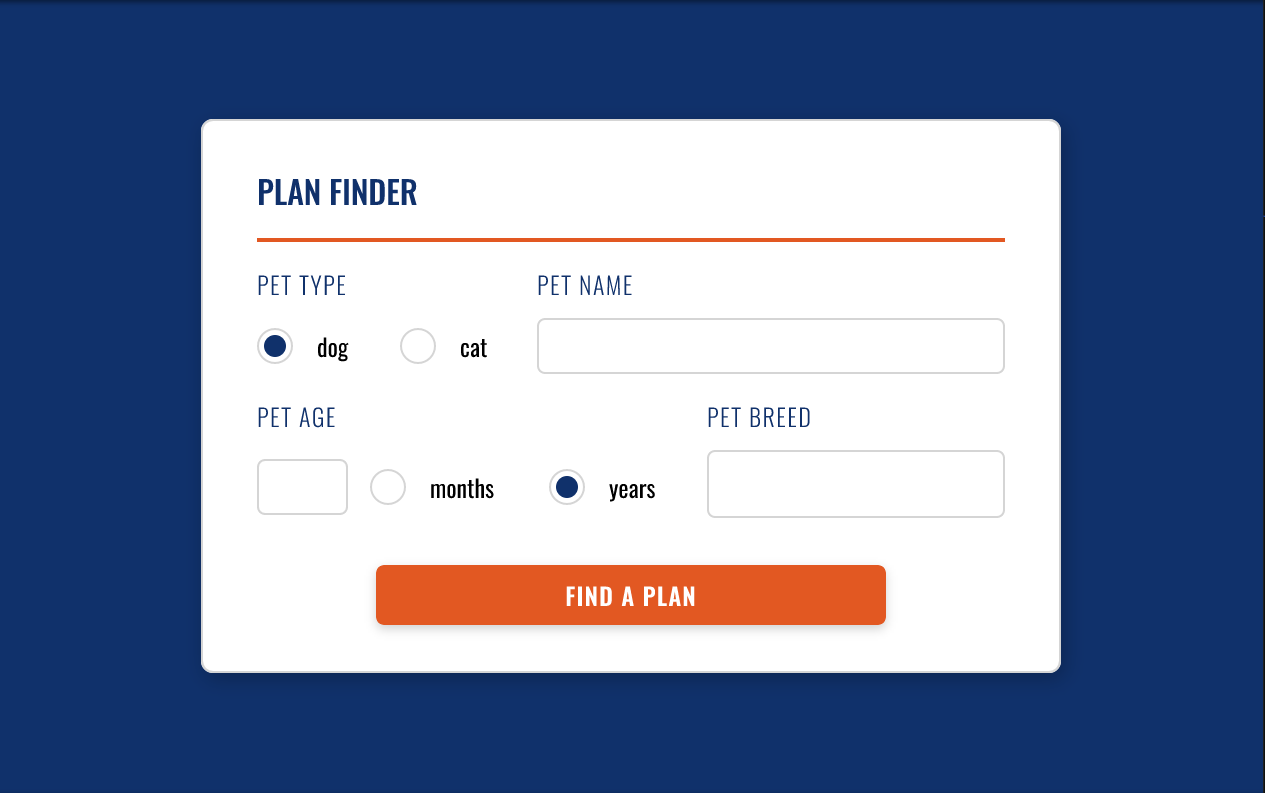 PLAN FINDER
PET TYPE
dog cat
PET NAME
PET AGE
months years
PET BREED
FIND A PLAN